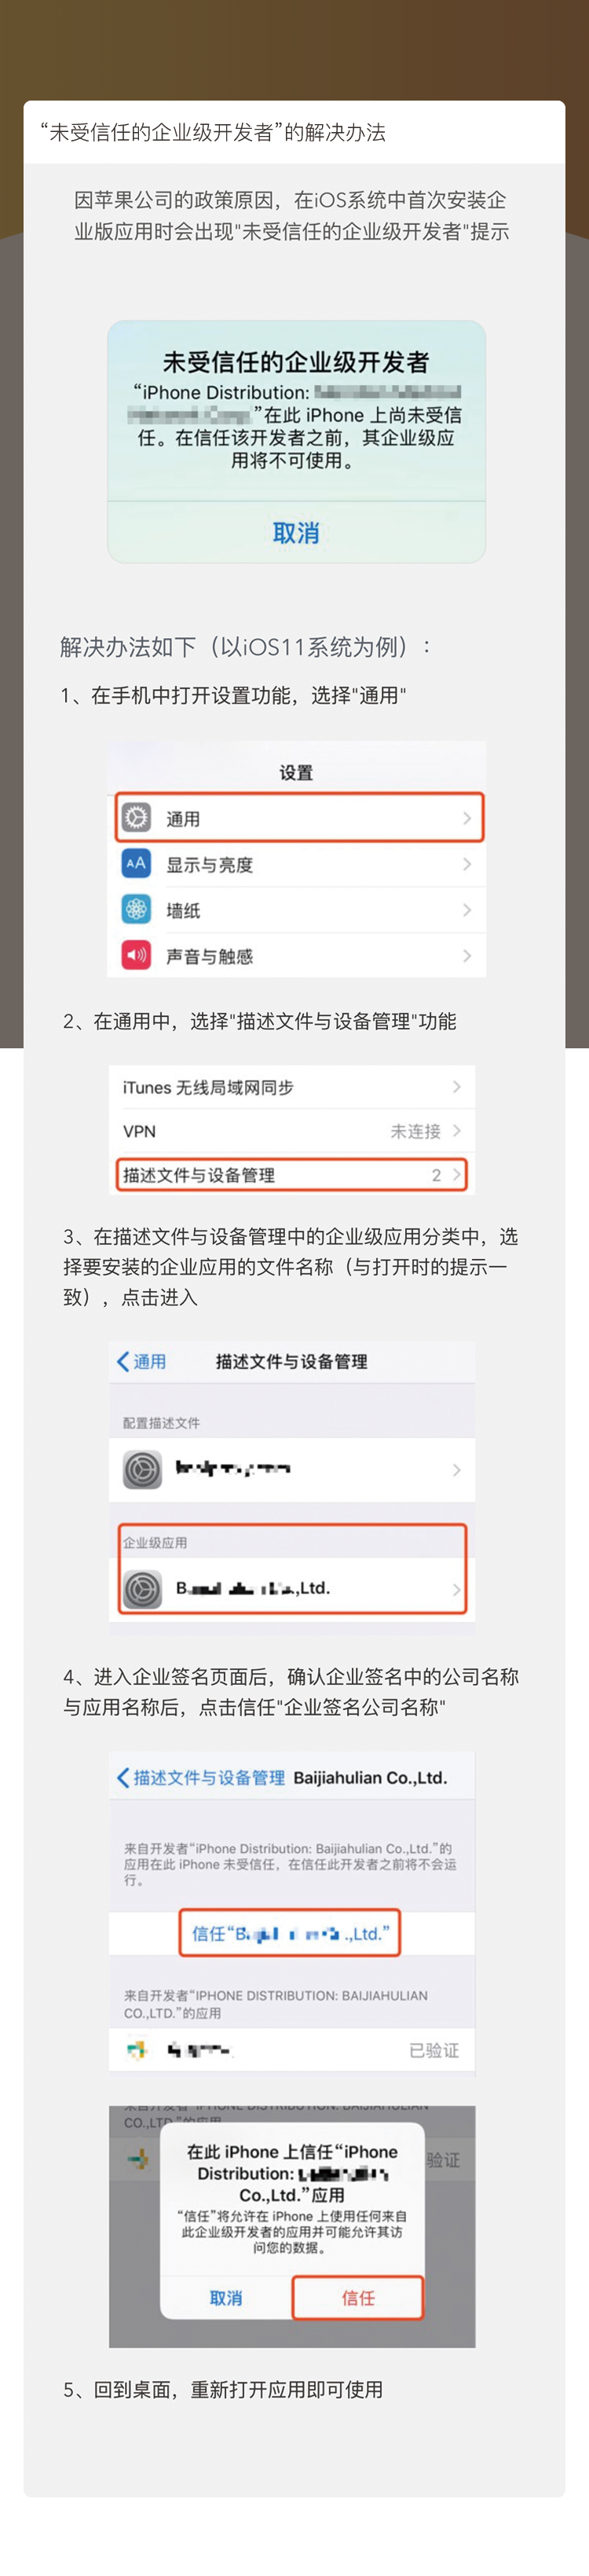 “未受信任的企业级开发者”的解决办法
因苹果公司的政策原因，在iOS系统中首次安装企
业版应用时会出现"未受信任的企业级开发者"提示
未受信任的企业级开发者
“iPhone Distribution:
”在此 iPhone 上尚未受信
任。在信任该开发者之前，其企业级应
用将不可使用。
取消
解决办法如下（以iOS11系统为例）：
1、在手机中打开设置功能，选择"通用"
设置
通用
AA 显示与亮度
墙纸
声音与触感
2、在通用中，选择"描述文件与设备管理"功能
iTunes 无线局域网同步
VPN 未连接
描述文件与设备管理 2
3、在描述文件与设备管理中的企业级应用分类中，选
择要安装的企业应用的文件名称（与打开时的提示一
致），点击进入
通用 描述文件与设备管理
配置描述文件
企业级应用
B .,Ltd.
4、进入企业签名页面后，确认企业签名中的公司名称
与应用名称后，点击信任"企业签名公司名称"
描述文件与设备管理 Baijiahulian Co.,Ltd.
来自开发者“iPhone Distribution: Baijiahulian Co.,Ltd.”的
应用在此 iPhone 未受信任，在信任此开发者之前将不会运
行。
信任“B .,Ltd.”
来自开发者“IPHONE DISTRIBUTION: BAIJIAHULIAN
CO.,LTD.”的应用
已验证
来自开发者“IPHONE DISTRIBUTION: BAIJIAHULIAN
CO.,LTD.”的应用
验证
在此 iPhone 上信任“iPhone
Distribution:
Co.,Ltd.”应用
“信任”将允许在 iPhone 上使用任何来自
此企业级开发者的应用并可能允许其访
问您的数据。
取消 信任
5、回到桌面，重新打开应用即可使用